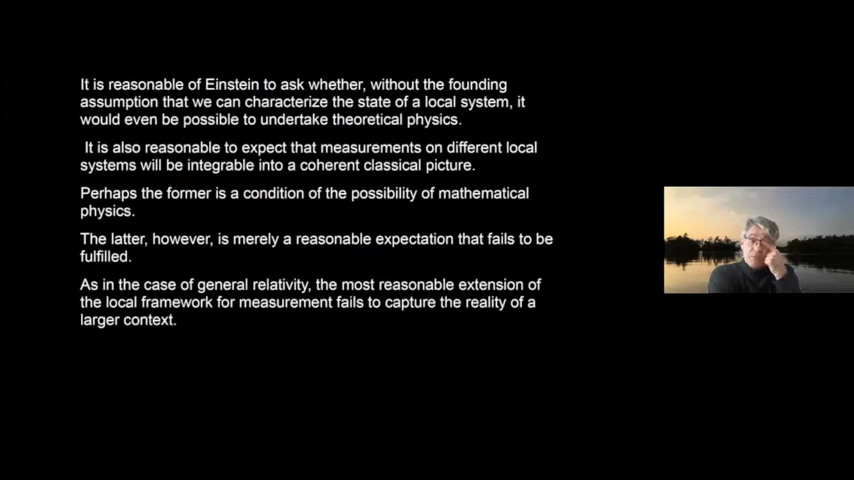 It is reasonable of Einstein to ask whether, without the founding
assumption that we can characterize the state of a local system, it
would even be possible to undertake theoretical physics.
It is also reasonable to expect that measurements on different local
systems will be integrable into a coherent classical picture.
Perhaps the former is a condition of the possibility of mathematical
physics.
The latter, however, is merely a reasonable expectation that fails to be
fulfilled.
As in the case of general relativity, the most reasonable extension of
the local framework for measurement fails to capture the reality of a
larger context.